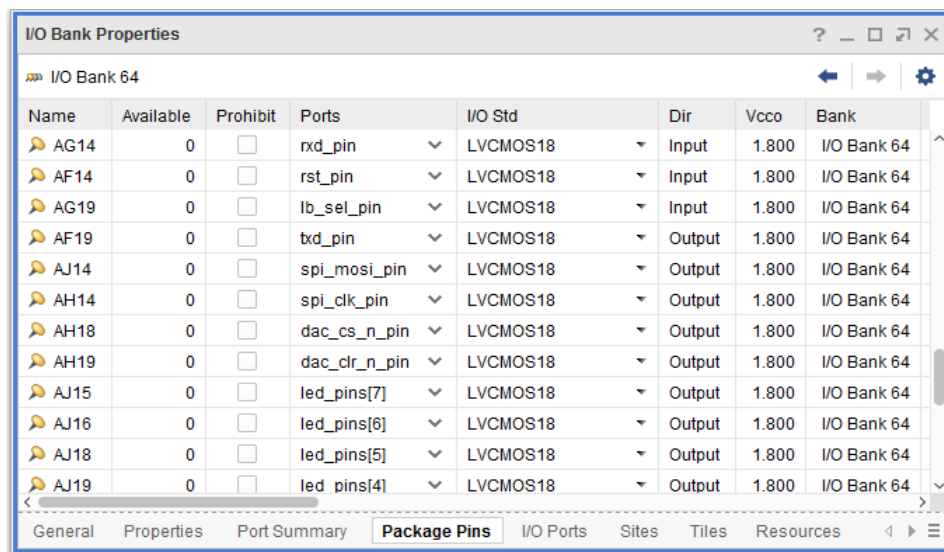 I/O Bank Properties
I/O Bank 64
Name Available Prohibit Ports I/O Std Dir Vcco Bank
AG14 0 rxd_pin LVCMOS18 Input 1.800 I/O Bank 64
AF14 0 rst_pin LVCMOS18 Input 1.800 I/O Bank 64
AG19 0 lb_sel_pin LVCMOS18 Input 1.800 I/O Bank 64
AF19 0 txd_pin LVCMOS18 Output 1.800 I/O Bank 64
AJ14 0 spi_mosi_pin LVCMOS18 Output 1.800 I/O Bank 64
AH14 0 spi_clk_pin LVCMOS18 Output 1.800 I/O Bank 64
AH18 0 dac_cs_n_pin LVCMOS18 Output 1.800 I/O Bank 64
AH19 0 dac_clr_n_pin LVCMOS18 Output 1.800 I/O Bank 64
AJ15 0 led_pins[7] LVCMOS18 Output 1.800 I/O Bank 64
AJ16 0 led_pins[6] LVCMOS18 Output 1.800 I/O Bank 64
AJ18 0 led_pins[5] LVCMOS18 Output 1.800 I/O Bank 64
AJ19 0 led_pins[4] LVCMOS18 Output 1.800 I/O Bank 64
General Properties Port Summary Package Pins I/O Ports Sites Tiles Resources